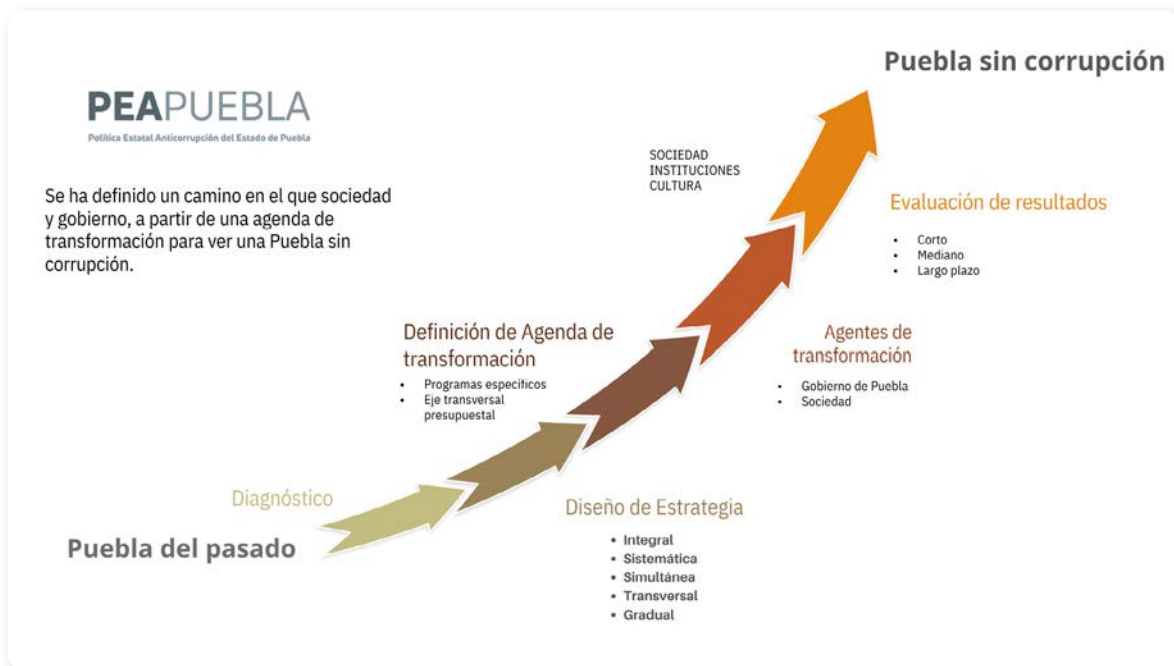 PEAPUEBLA
Política Estatal Anticorrupción del Estado de Puebla
Se ha definido un camino en el que sociedad
y gobierno, a partir de una agenda de
transformación para ver una Puebla sin
corrupción.
Puebla sin corrupción
SOCIEDAD
INSTITUCIONES
CULTURA
Evaluación de resultados
• Corto
• Mediano
• Largo plazo
Definición de Agenda de
transformación
• Programas específicos
• Eje transversal
presupuestal
Agentes de
transformación
• Gobierno de Puebla
• Sociedad
Diagnóstico
Puebla del pasado
Diseño de Estrategia
• Integral
• Sistemática
• Simultánea
• Transversal
• Gradual